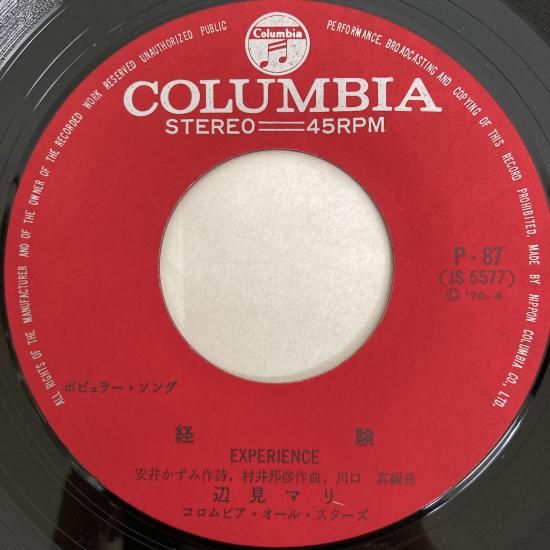 ALL RIGHTS OF THE MANUFACTURER AND OF THE OWNER OF THE RECORDED WORK RESERVED UNAUTHORIZED PUBLIC PERFORMANCE, BROADCASTING AND COPYING OF THIS RECORD PROHIBITED. MADE BY NIPPON COLUMBIA CO., LTD.
Columbia
COLUMBIA
STEREO 45RPM
P-87
(JS 5577)
© '70.4
ポピュラー・ソング
経 験
EXPERIENCE
安井かずみ作詩, 村井邦彦作曲, 川口 真編曲
辺見マリ
コロムビア・オール・スターズ